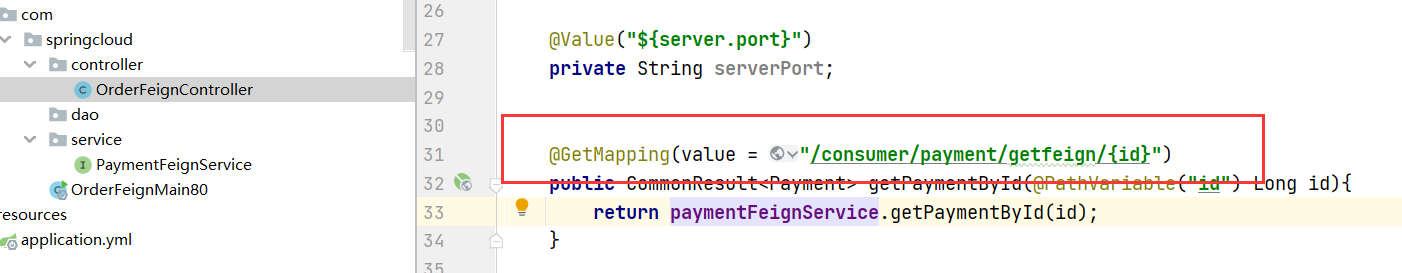 com
springcloud
controller
OrderFeignController
dao
service
PaymentFeignService
OrderFeignMain80
resources
application.yml
26
27 @Value("${server.port}")
28 private String serverPort;
29
30
31 @GetMapping(value = "/consumer/payment/getfeign/{id}")
32 public CommonResult<Payment> getPaymentById(@PathVariable("id") Long id){
33 return paymentFeignService.getPaymentById(id);
34 }
35